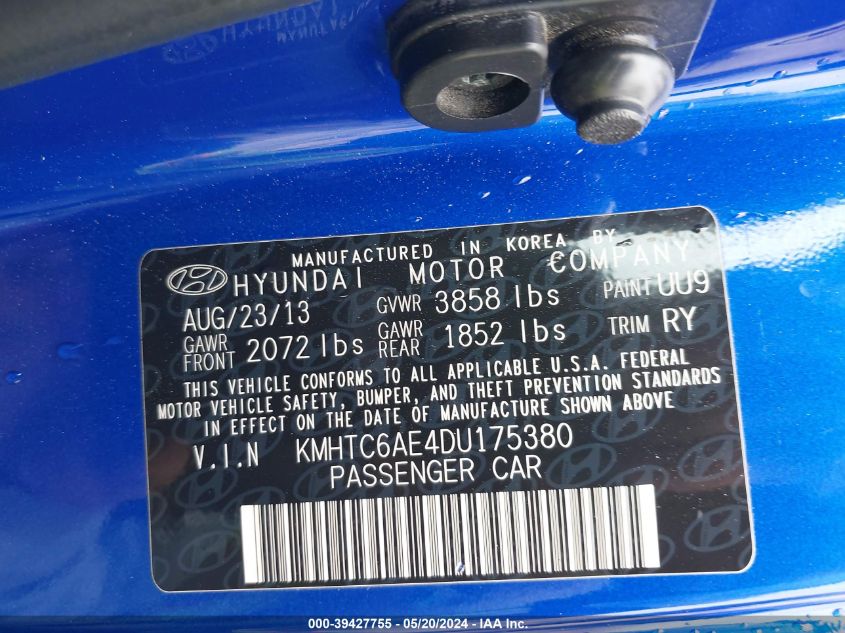 MANUFACTURED IN KOREA BY
HYUNDAI MOTOR COMPANY
AUG/23/13 GVWR 3858 lbs PAINT UU9
GAWR FRONT 2072 lbs GAWR REAR 1852 lbs TRIM RY
THIS VEHICLE CONFORMS TO ALL APPLICABLE U.S.A. FEDERAL
MOTOR VEHICLE SAFETY, BUMPER, AND THEFT PREVENTION STANDARDS
IN EFFECT ON THE DATE OF MANUFACTURE SHOWN ABOVE
V.I.N KMHTC6AE4DU175380
PASSENGER CAR
000-39427755 - 05/20/2024 - IAA Inc.